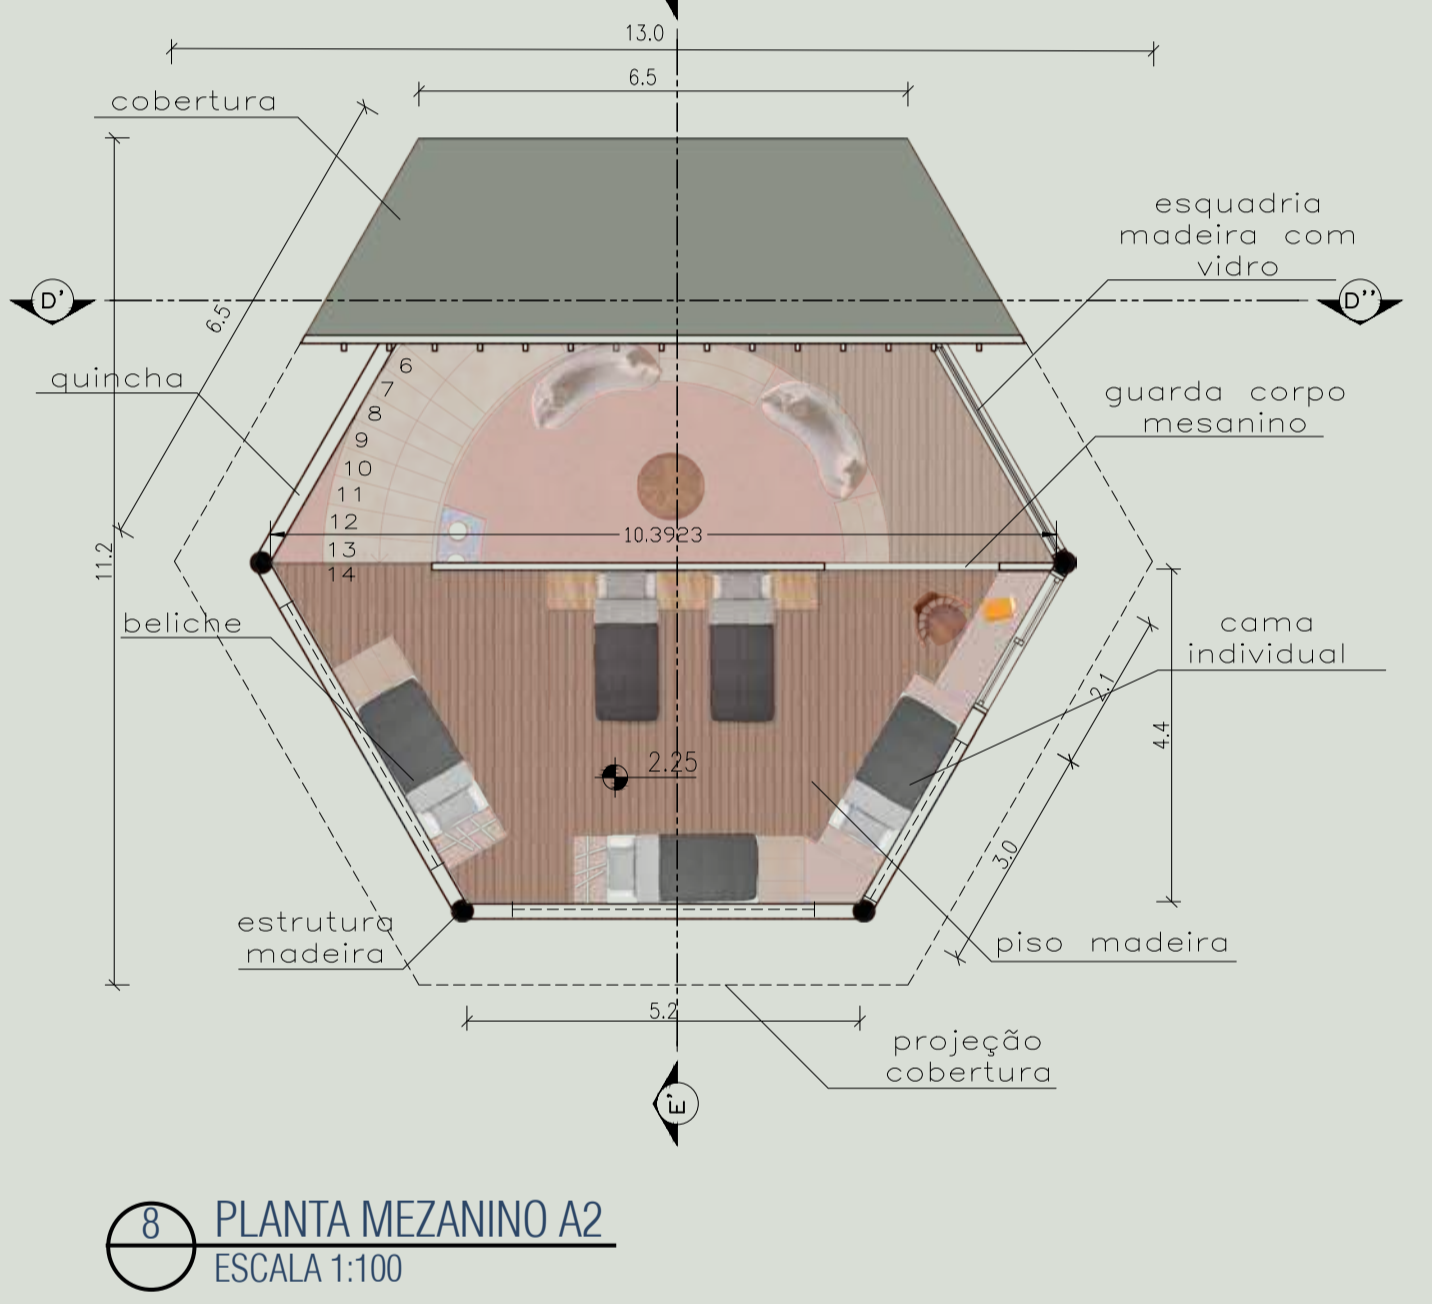 13.0
6.5
cobertura
esquadria
madeira com
vidro
D'
D''
6.5
quincha
guarda corpo
mesanino
6
7
8
9
10
11
12
13
14
10.3923
11.2
beliche
cama
individual
2.1
4.4
2.25
3.0
estrutura
madeira
piso madeira
5.2
projeção
cobertura
E'
8
PLANTA MEZANINO A2
ESCALA 1:100